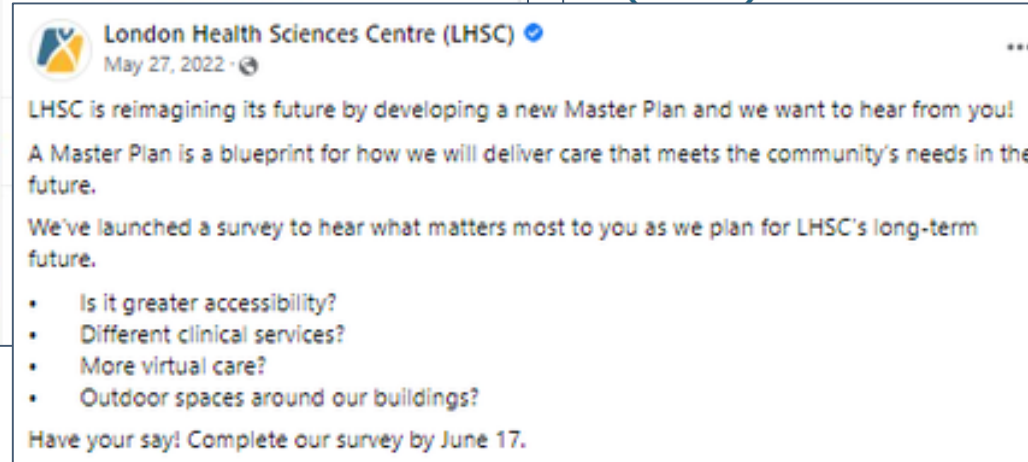 London Health Sciences Centre (LHSC)
May 27, 2022 ·
LHSC is reimagining its future by developing a new Master Plan and we want to hear from you!
A Master Plan is a blueprint for how we will deliver care that meets the community's needs in the
future.
We've launched a survey to hear what matters most to you as we plan for LHSC's long-term
future.
• Is it greater accessibility?
• Different clinical services?
• More virtual care?
• Outdoor spaces around our buildings?
Have your say! Complete our survey by June 17.